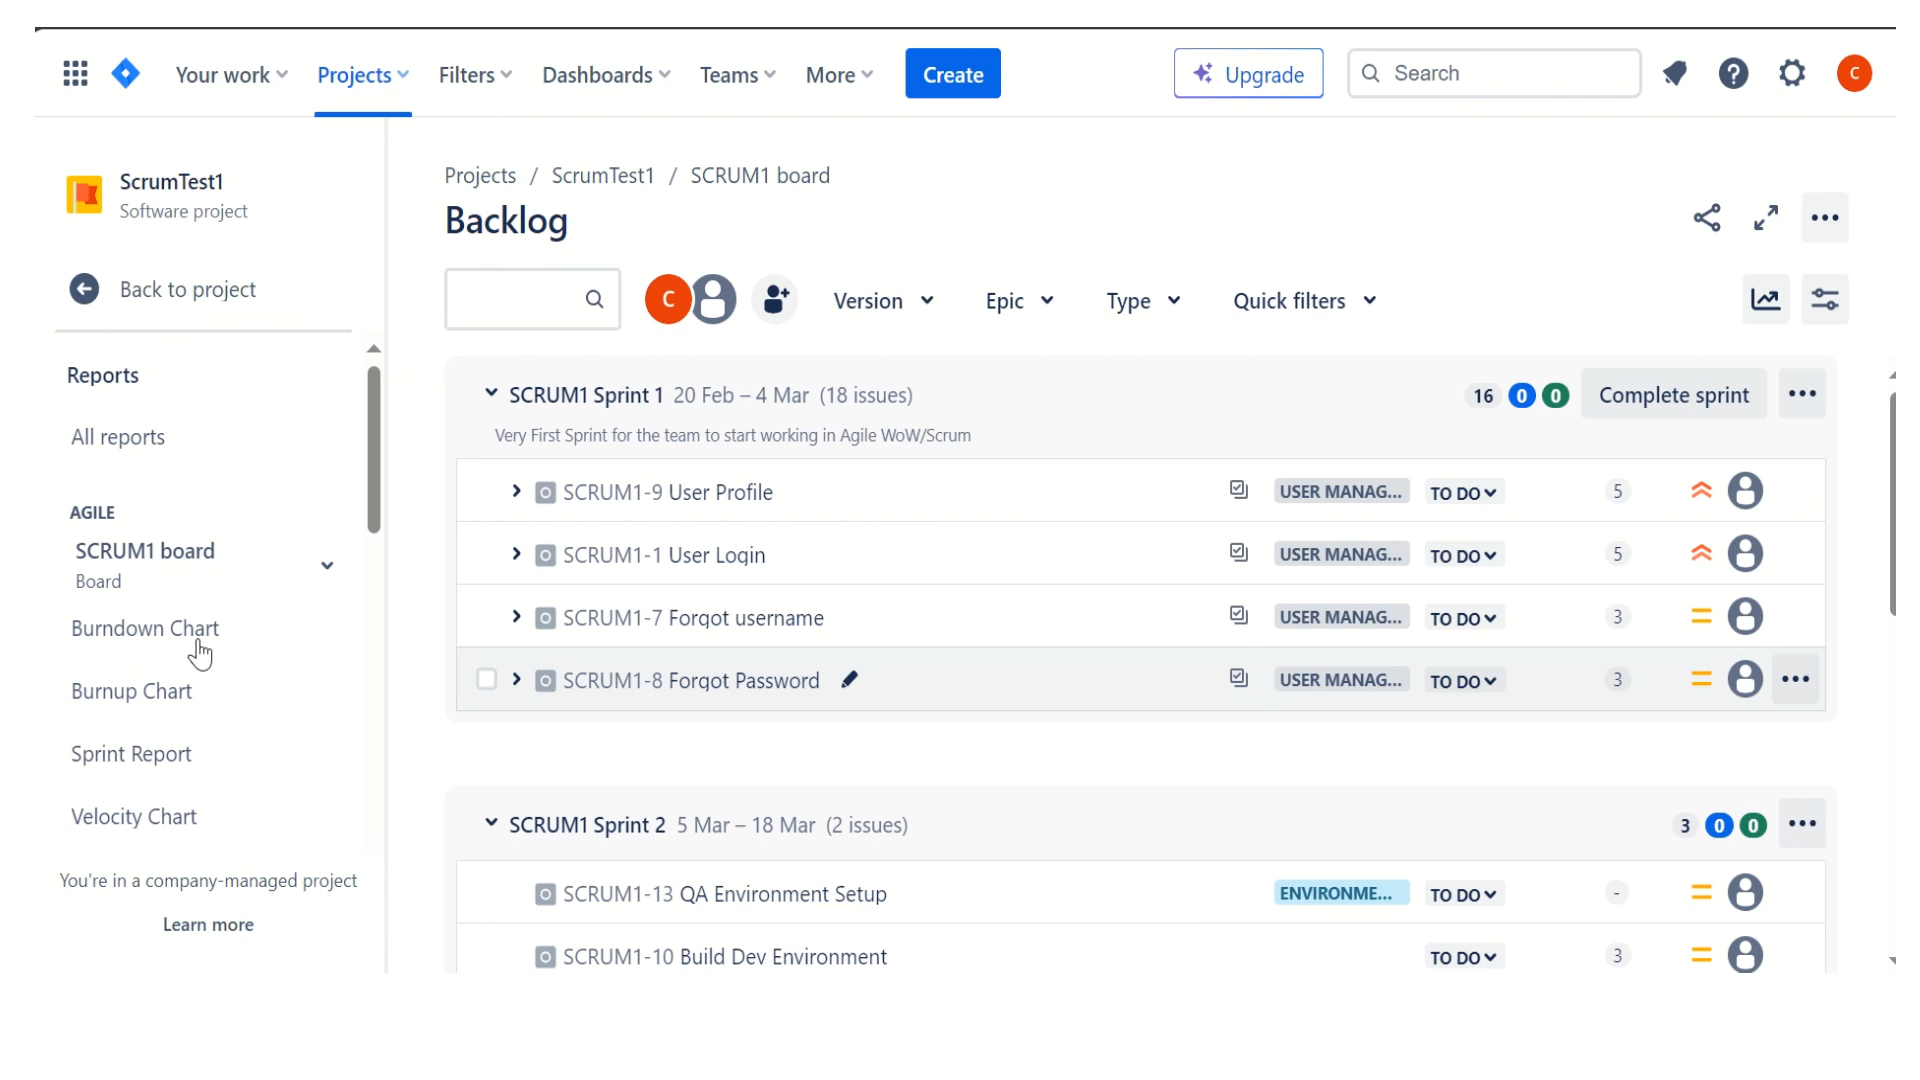 Your work Projects Filters Dashboards Teams More Create Upgrade Search C
ScrumTest1
Software project
Back to project
Reports
All reports
AGILE
SCRUM1 board
Board
Burndown Chart
Burnup Chart
Sprint Report
Velocity Chart
You're in a company-managed project
Learn more
Projects / ScrumTest1 / SCRUM1 board
Backlog
C Version Epic Type Quick filters
SCRUM1 Sprint 1 20 Feb – 4 Mar (18 issues) 16 0 0 Complete sprint
Very First Sprint for the team to start working in Agile WoW/Scrum
SCRUM1-9 User Profile USER MANAG... TO DO 5
SCRUM1-1 User Login USER MANAG... TO DO 5
SCRUM1-7 Forgot username USER MANAG... TO DO 3
SCRUM1-8 Forgot Password USER MANAG... TO DO 3
SCRUM1 Sprint 2 5 Mar – 18 Mar (2 issues) 3 0 0
SCRUM1-13 QA Environment Setup ENVIRONME... TO DO -
SCRUM1-10 Build Dev Environment TO DO 3